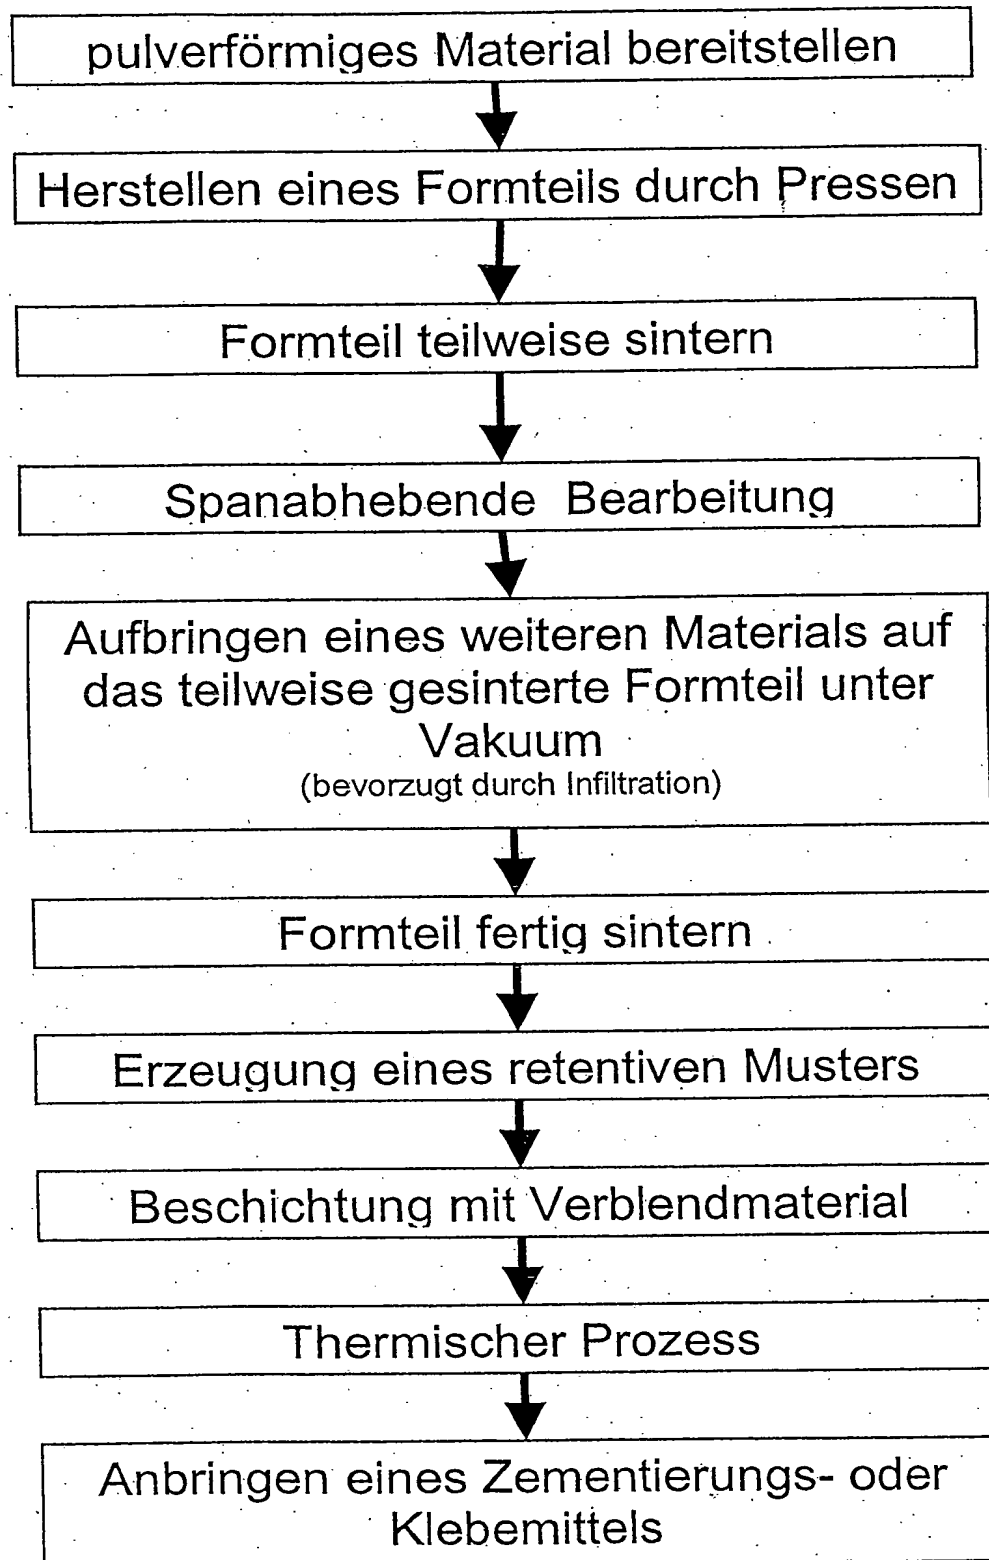 pulverförmiges Material bereitstellen
Herstellen eines Formteils durch Pressen
Formteil teilweise sintern
Spanabhebende Bearbeitung
Aufbringen eines weiteren Materials auf
das teilweise gesinterte Formteil unter
Vakuum
(bevorzugt durch Infiltration)
Formteil fertig sintern
Erzeugung eines retentiven Musters
Beschichtung mit Verblendmaterial
Thermischer Prozess
Anbringen eines Zementierungs- oder
Klebemittels